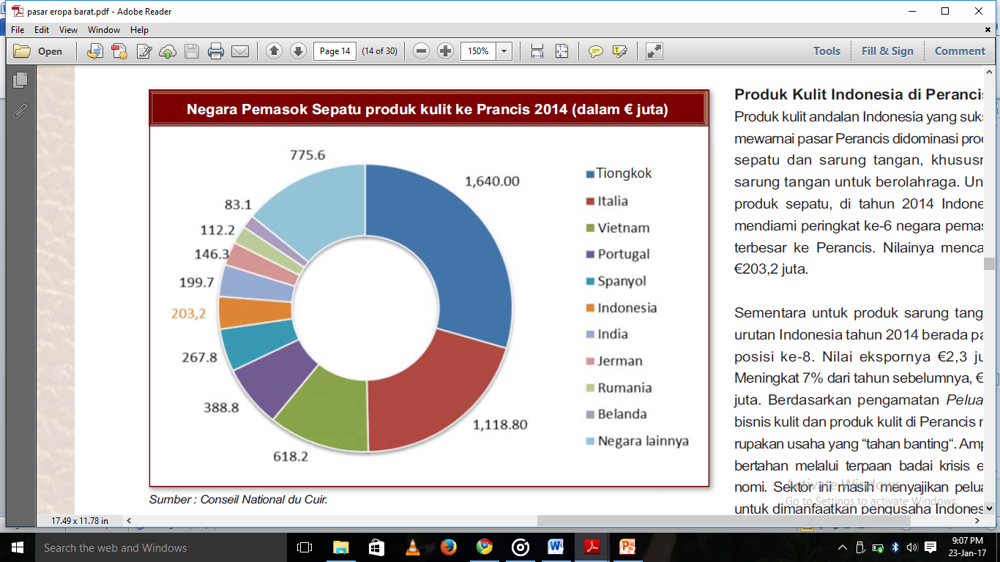 pasar eropa barat.pdf - Adobe Reader
File Edit View Window Help
Open Page 14 (14 of 30) 150% Tools Fill & Sign Comment
Negara Pemasok Sepatu produk kulit ke Prancis 2014 (dalam € juta)
775.6
1,640.00
83.1
112.2
146.3
199.7
203,2
267.8
388.8
618.2
1,118.80
Tiongkok
Italia
Vietnam
Portugal
Spanyol
Indonesia
India
Jerman
Rumania
Belanda
Negara lainnya
Sumber : Conseil National du Cuir.
Produk Kulit Indonesia di Perancis
Produk kulit andalan Indonesia yang suks
mewarnai pasar Perancis didominasi prod
sepatu dan sarung tangan, khususn
sarung tangan untuk berolahraga. Un
produk sepatu, di tahun 2014 Indone
mendiami peringkat ke-6 negara pemas
terbesar ke Perancis. Nilainya menca
€203,2 juta.
Sementara untuk produk sarung tang
urutan Indonesia tahun 2014 berada pa
posisi ke-8. Nilai ekspornya €2,3 ju
Meningkat 7% dari tahun sebelumnya, €
juta. Berdasarkan pengamatan Pelua
bisnis kulit dan produk kulit di Perancis m
rupakan usaha yang “tahan banting“. Amp
bertahan melalui terpaan badai krisis e
nomi. Sektor ini masih menyajikan pelua
untuk dimanfaatkan pengusaha Indones
Activate Windows
Go to Settings to activate Windows.
17.49 x 11.78 in
Search the web and Windows
9:07 PM
23-Jan-17